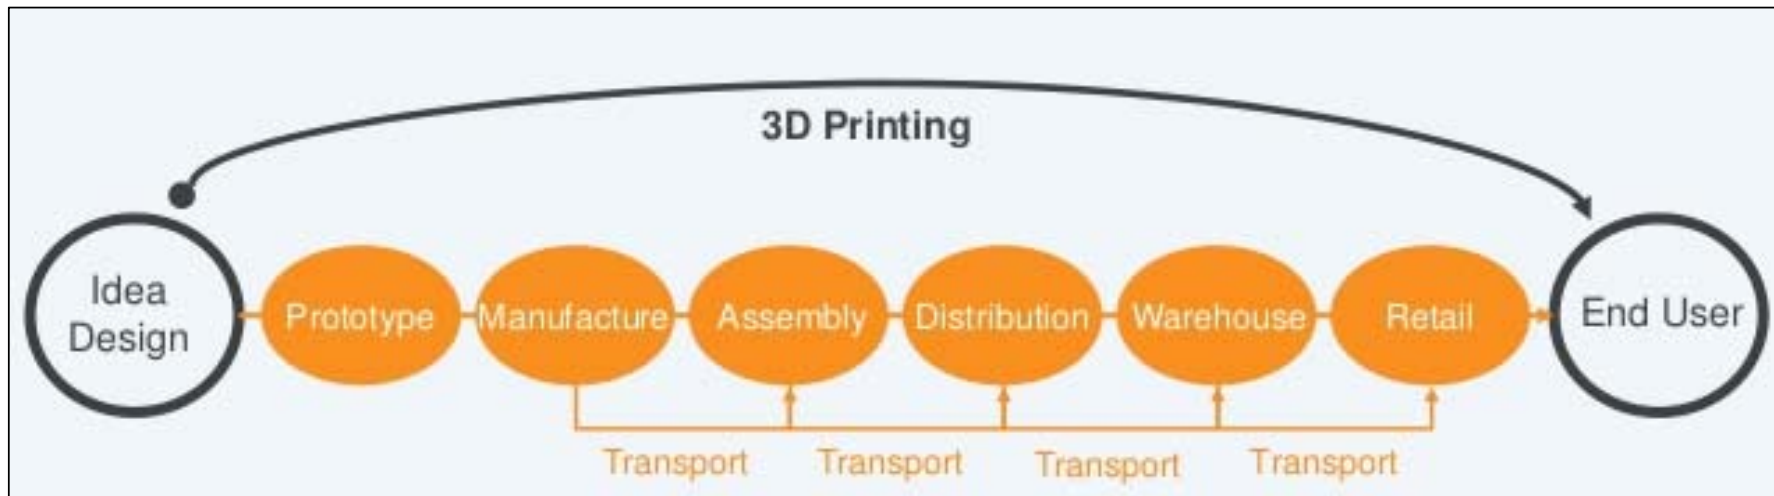 3D Printing
Idea
Design
Prototype
Manufacture
Assembly
Distribution
Warehouse
Retail
End User
Transport
Transport
Transport
Transport